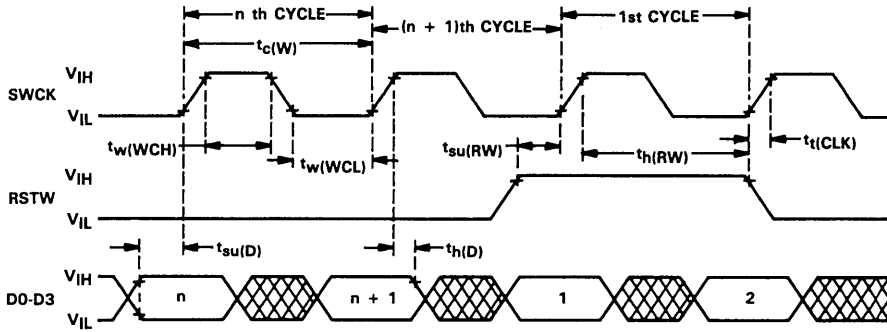 n th CYCLE
(n + 1)th CYCLE
1st CYCLE
tc(W)
SWCK
VIH
VIL
tw(WCH)
tw(WCL)
tsu(RW)
th(RW)
tt(CLK)
RSTW
VIH
VIL
tsu(D)
th(D)
D0-D3
VIH
VIL
n
n + 1
1
2